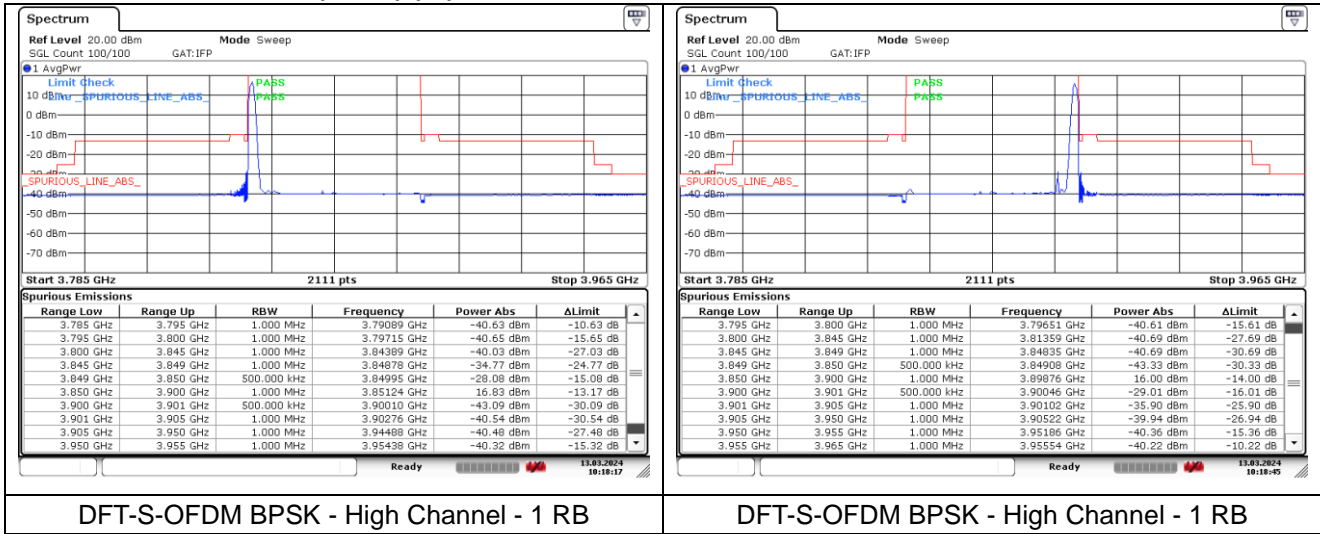 Spectrum
Ref Level 20.00 dBm Mode Sweep
SGL Count 100/100 GAT:IFP
1 AvgPwr
Limit Check PASS
10 dBm
Line _SPURIOUS_LINE_ABS_ PASS
0 dBm
-10 dBm
-20 dBm
_SPURIOUS_LINE_ABS_
-40 dBm
-50 dBm
-60 dBm
-70 dBm
Start 3.785 GHz 2111 pts Stop 3.965 GHz
Spurious Emissions
Range Low Range Up RBW Frequency Power Abs ΔLimit
3.785 GHz 3.795 GHz 1.000 MHz 3.79089 GHz -40.63 dBm -10.63 dB
3.795 GHz 3.800 GHz 1.000 MHz 3.79715 GHz -40.65 dBm -15.65 dB
3.800 GHz 3.845 GHz 1.000 MHz 3.84389 GHz -40.03 dBm -27.03 dB
3.845 GHz 3.849 GHz 1.000 MHz 3.84878 GHz -34.77 dBm -24.77 dB
3.849 GHz 3.850 GHz 500.000 kHz 3.84995 GHz -28.08 dBm -15.08 dB
3.850 GHz 3.900 GHz 1.000 MHz 3.85124 GHz 16.83 dBm -13.17 dB
3.900 GHz 3.901 GHz 500.000 kHz 3.90010 GHz -43.09 dBm -30.09 dB
3.901 GHz 3.905 GHz 1.000 MHz 3.90276 GHz -40.54 dBm -30.54 dB
3.905 GHz 3.950 GHz 1.000 MHz 3.94488 GHz -40.48 dBm -27.48 dB
3.950 GHz 3.955 GHz 1.000 MHz 3.95438 GHz -40.32 dBm -15.32 dB
Ready 13.03.2024
10:18:17
DFT-S-OFDM BPSK - High Channel - 1 RB
Spectrum
Ref Level 20.00 dBm Mode Sweep
SGL Count 100/100 GAT:IFP
1 AvgPwr
Limit Check PASS
10 dBm
Line _SPURIOUS_LINE_ABS_ PASS
0 dBm
-10 dBm
-20 dBm
_SPURIOUS_LINE_ABS_
-40 dBm
-50 dBm
-60 dBm
-70 dBm
Start 3.785 GHz 2111 pts Stop 3.965 GHz
Spurious Emissions
Range Low Range Up RBW Frequency Power Abs ΔLimit
3.795 GHz 3.800 GHz 1.000 MHz 3.79651 GHz -40.61 dBm -15.61 dB
3.800 GHz 3.845 GHz 1.000 MHz 3.81359 GHz -40.69 dBm -27.69 dB
3.845 GHz 3.849 GHz 1.000 MHz 3.84835 GHz -40.69 dBm -30.69 dB
3.849 GHz 3.850 GHz 500.000 kHz 3.84908 GHz -43.33 dBm -30.33 dB
3.850 GHz 3.900 GHz 1.000 MHz 3.89876 GHz 16.00 dBm -14.00 dB
3.900 GHz 3.901 GHz 500.000 kHz 3.90046 GHz -29.01 dBm -16.01 dB
3.901 GHz 3.905 GHz 1.000 MHz 3.90102 GHz -35.90 dBm -25.90 dB
3.905 GHz 3.950 GHz 1.000 MHz 3.90522 GHz -39.94 dBm -26.94 dB
3.950 GHz 3.955 GHz 1.000 MHz 3.95186 GHz -40.36 dBm -15.36 dB
3.955 GHz 3.965 GHz 1.000 MHz 3.95554 GHz -40.22 dBm -10.22 dB
Ready 13.03.2024
10:18:45
DFT-S-OFDM BPSK - High Channel - 1 RB